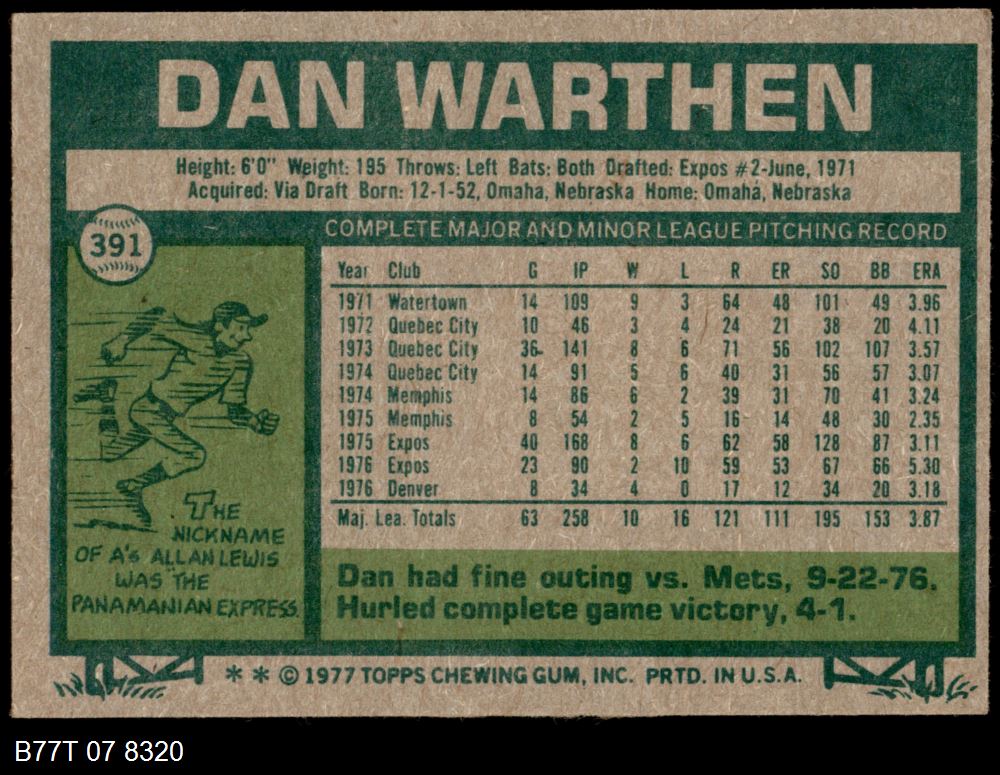 DAN WARTHEN
Height: 6'0" Weight: 195 Throws: Left Bats: Both Drafted: Expos #2-June, 1971
Acquired: Via Draft Born: 12-1-52, Omaha, Nebraska Home: Omaha, Nebraska
391
COMPLETE MAJOR AND MINOR LEAGUE PITCHING RECORD
Year Club G IP W L R ER SO BB ERA
1971 Watertown 14 109 9 3 64 48 101 49 3.96
1972 Quebec City 10 46 3 4 24 21 38 20 4.11
1973 Quebec City 36 141 8 6 71 56 102 107 3.57
1974 Quebec City 14 91 5 6 40 31 56 57 3.07
1974 Memphis 14 86 6 2 39 31 70 41 3.24
1975 Memphis 8 54 2 5 16 14 48 30 2.35
1975 Expos 40 168 8 6 62 58 128 87 3.11
1976 Expos 23 90 2 10 59 53 67 66 5.30
1976 Denver 8 34 4 0 17 12 34 20 3.18
Maj. Lea. Totals 63 258 10 16 121 111 195 153 3.87
THE
NICKNAME
OF A's ALLAN LEWIS
WAS "THE
PANAMANIAN EXPRESS."
Dan had fine outing vs. Mets, 9-22-76.
Hurled complete game victory, 4-1.
* * © 1977 TOPPS CHEWING GUM, INC. PRTD. IN U.S.A.
B77T 07 8320